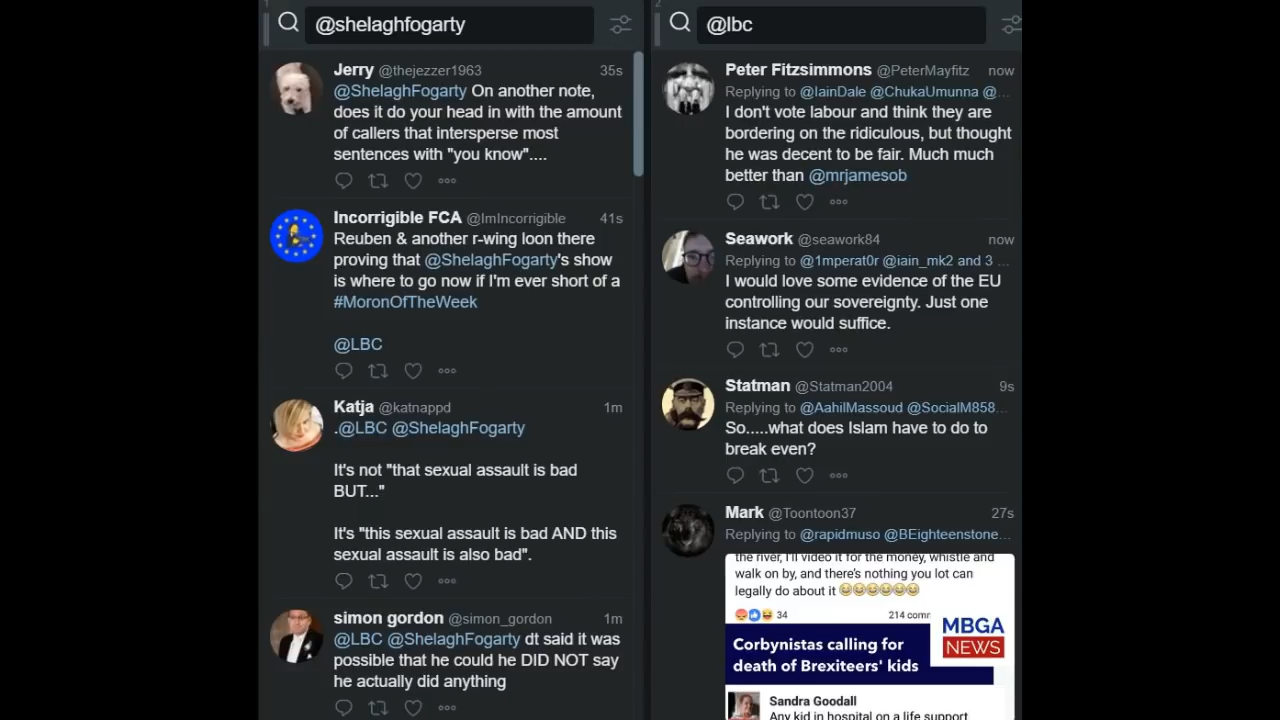 1
@shelaghfogarty
Jerry @thejezzer1963 35s
@ShelaghFogarty On another note,
does it do your head in with the amount
of callers that intersperse most
sentences with "you know"....
Incorrigible FCA @ImIncorrigible 41s
Reuben & another r-wing loon there
proving that @ShelaghFogarty's show
is where to go now if I'm ever short of a
#MoronOfTheWeek
@LBC
Katja @katnappd 1m
.@LBC @ShelaghFogarty
It's not "that sexual assault is bad
BUT..."
It's "this sexual assault is bad AND this
sexual assault is also bad".
simon gordon @simon_gordon 1m
@LBC @ShelaghFogarty dt said it was
possible that he could he DID NOT say
he actually did anything
2
@lbc
Peter Fitzsimmons @PeterMayfitz now
Replying to @IainDale @ChukaUmunna @...
I don't vote labour and think they are
bordering on the ridiculous, but thought
he was decent to be fair. Much much
better than @mrjamesob
Seawork @seawork84 now
Replying to @1mperat0r @iain_mk2 and 3 ...
I would love some evidence of the EU
controlling our sovereignty. Just one
instance would suffice.
Statman @Statman2004 9s
Replying to @AahilMassoud @SocialM858...
So.....what does Islam have to do to
break even?
Mark @Toontoon37 27s
Replying to @rapidmuso @BEighteenstone...
the river, I'll video it for the money, whistle and
walk on by, and there's nothing you lot can
legally do about it 😂😂😂😂😂😂
34 214 comm
MBGA
NEWS
Corbynistas calling for
death of Brexiteers' kids
Sandra Goodall
Any kid in hospital on a life support